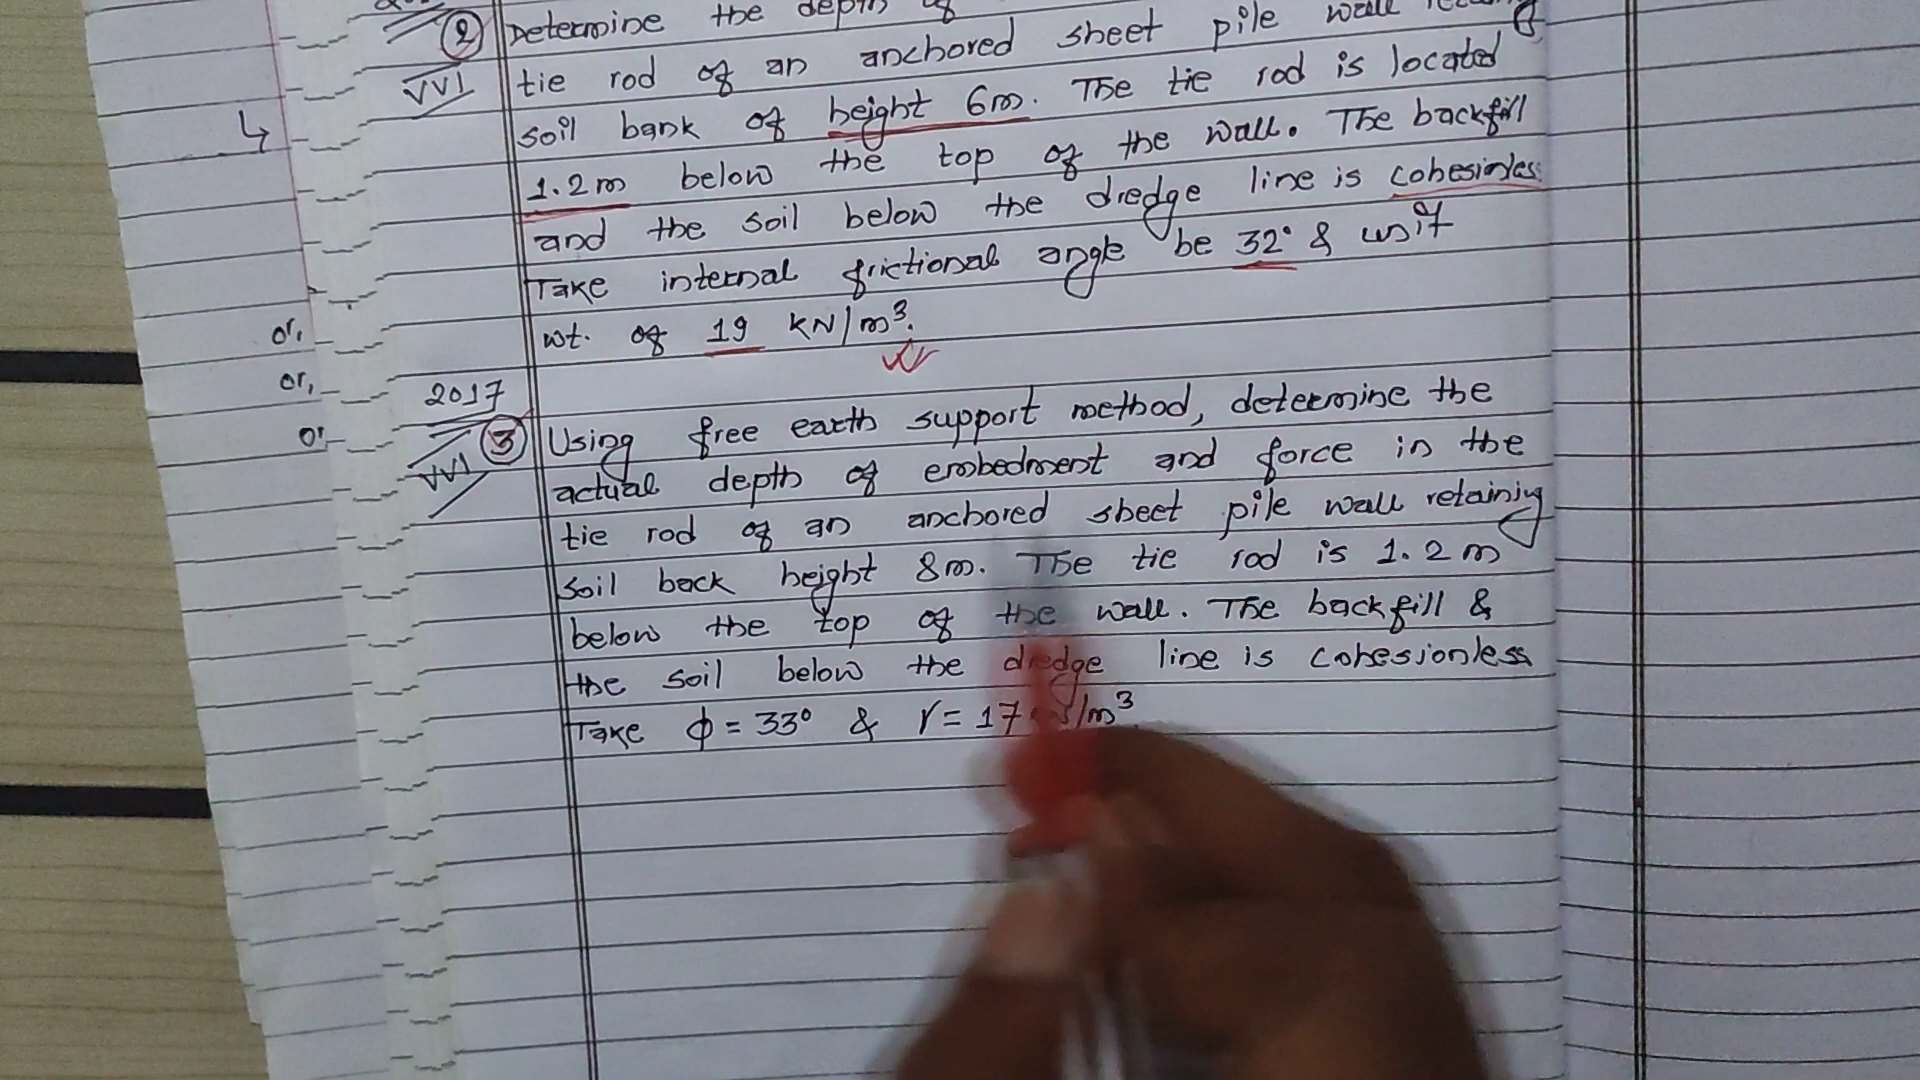 ② Determine the depth of
VVI tie rod of an anchored sheet pile wall
soil bank of height 6m. The tie rod is located
1.2 m below the top of the wall. The backfill
and the soil below the dredge line is cohesionless.
Take internal frictional angle be 32° & unit
wt. of 19 KN/m³.
or,
or,
or
2017
③ Using free earth support method, determine the
VVI actual depth of embedment and force in the
tie rod of an anchored sheet pile wall retaining
soil back height 8m. The tie rod is 1.2 m
below the top of the wall. The backfill &
the soil below the dredge line is cohesionless
Take φ = 33° & γ = 17 /m³